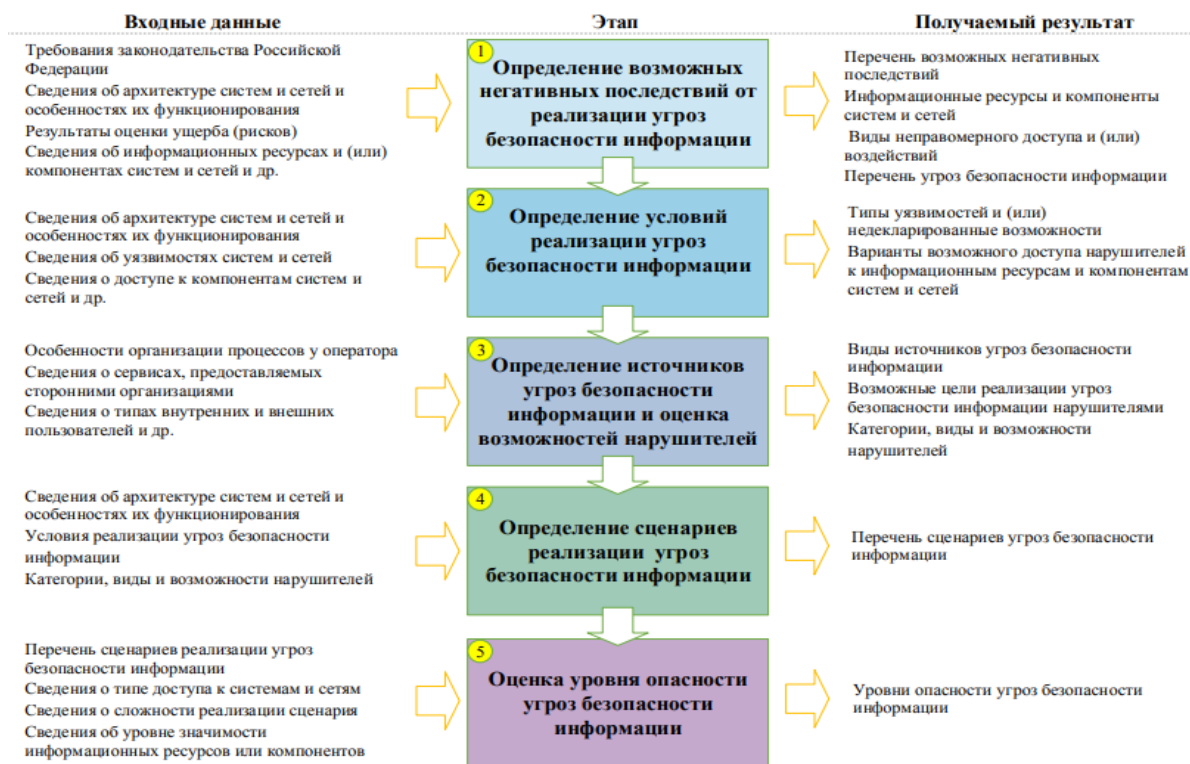 Входные данные
Этап
Получаемый результат
Требования законодательства Российской
Федерации
Сведения об архитектуре систем и сетей и
особенностях их функционирования
Результаты оценки ущерба (рисков)
Сведения об информационных ресурсах и (или)
компонентах систем и сетей и др.
1
Определение возможных
негативных последствий от
реализации угроз
безопасности информации
Перечень возможных негативных
последствий
Информационные ресурсы и компоненты
систем и сетей
Виды неправомерного доступа и (или)
воздействий
Перечень угроз безопасности информации
Сведения об архитектуре систем и сетей и
особенностях их функционирования
Сведения об уязвимостях систем и сетей
Сведения о доступе к компонентам систем и
сетей и др.
2
Определение условий
реализации угроз
безопасности информации
Типы уязвимостей и (или)
недекларированные возможности
Варианты возможного доступа нарушителей
к информационным ресурсам и компонентам
систем и сетей
Особенности организации процессов у оператора
Сведения о сервисах, предоставляемых
сторонними организациями
Сведения о типах внутренних и внешних
пользователей и др.
3
Определение источников
угроз безопасности
информации и оценка
возможностей нарушителей
Виды источников угроз безопасности
информации
Возможные цели реализации угроз
безопасности информации нарушителями
Категории, виды и возможности
нарушителей
Сведения об архитектуре систем и сетей и
особенностях их функционирования
Условия реализации угроз безопасности
информации
Категории, виды и возможности нарушителей
4
Определение сценариев
реализации угроз
безопасности информации
Перечень сценариев угроз безопасности
информации
Перечень сценариев реализации угроз
безопасности информации
Сведения о типе доступа к системам и сетям
Сведения о сложности реализации сценария
Сведения об уровне значимости
информационных ресурсов или компонентов
5
Оценка уровня опасности
угроз безопасности
информации
Уровни опасности угроз безопасности
информации